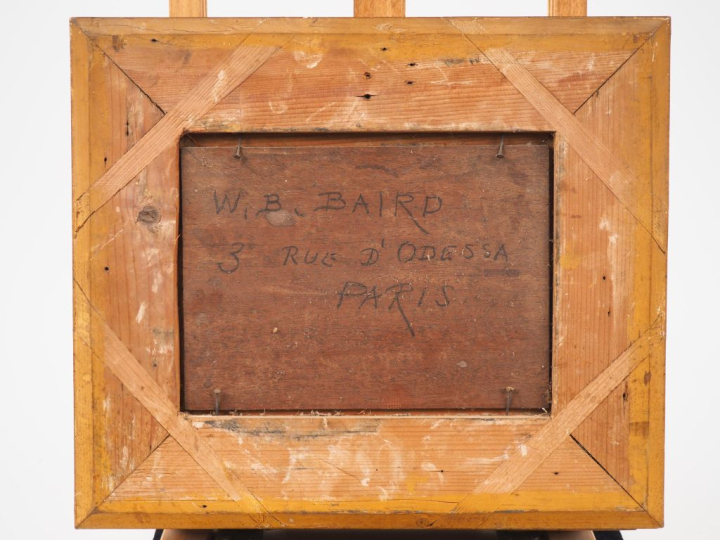 W. B. BAIRD
3 RUE D'ODESSA
PARIS